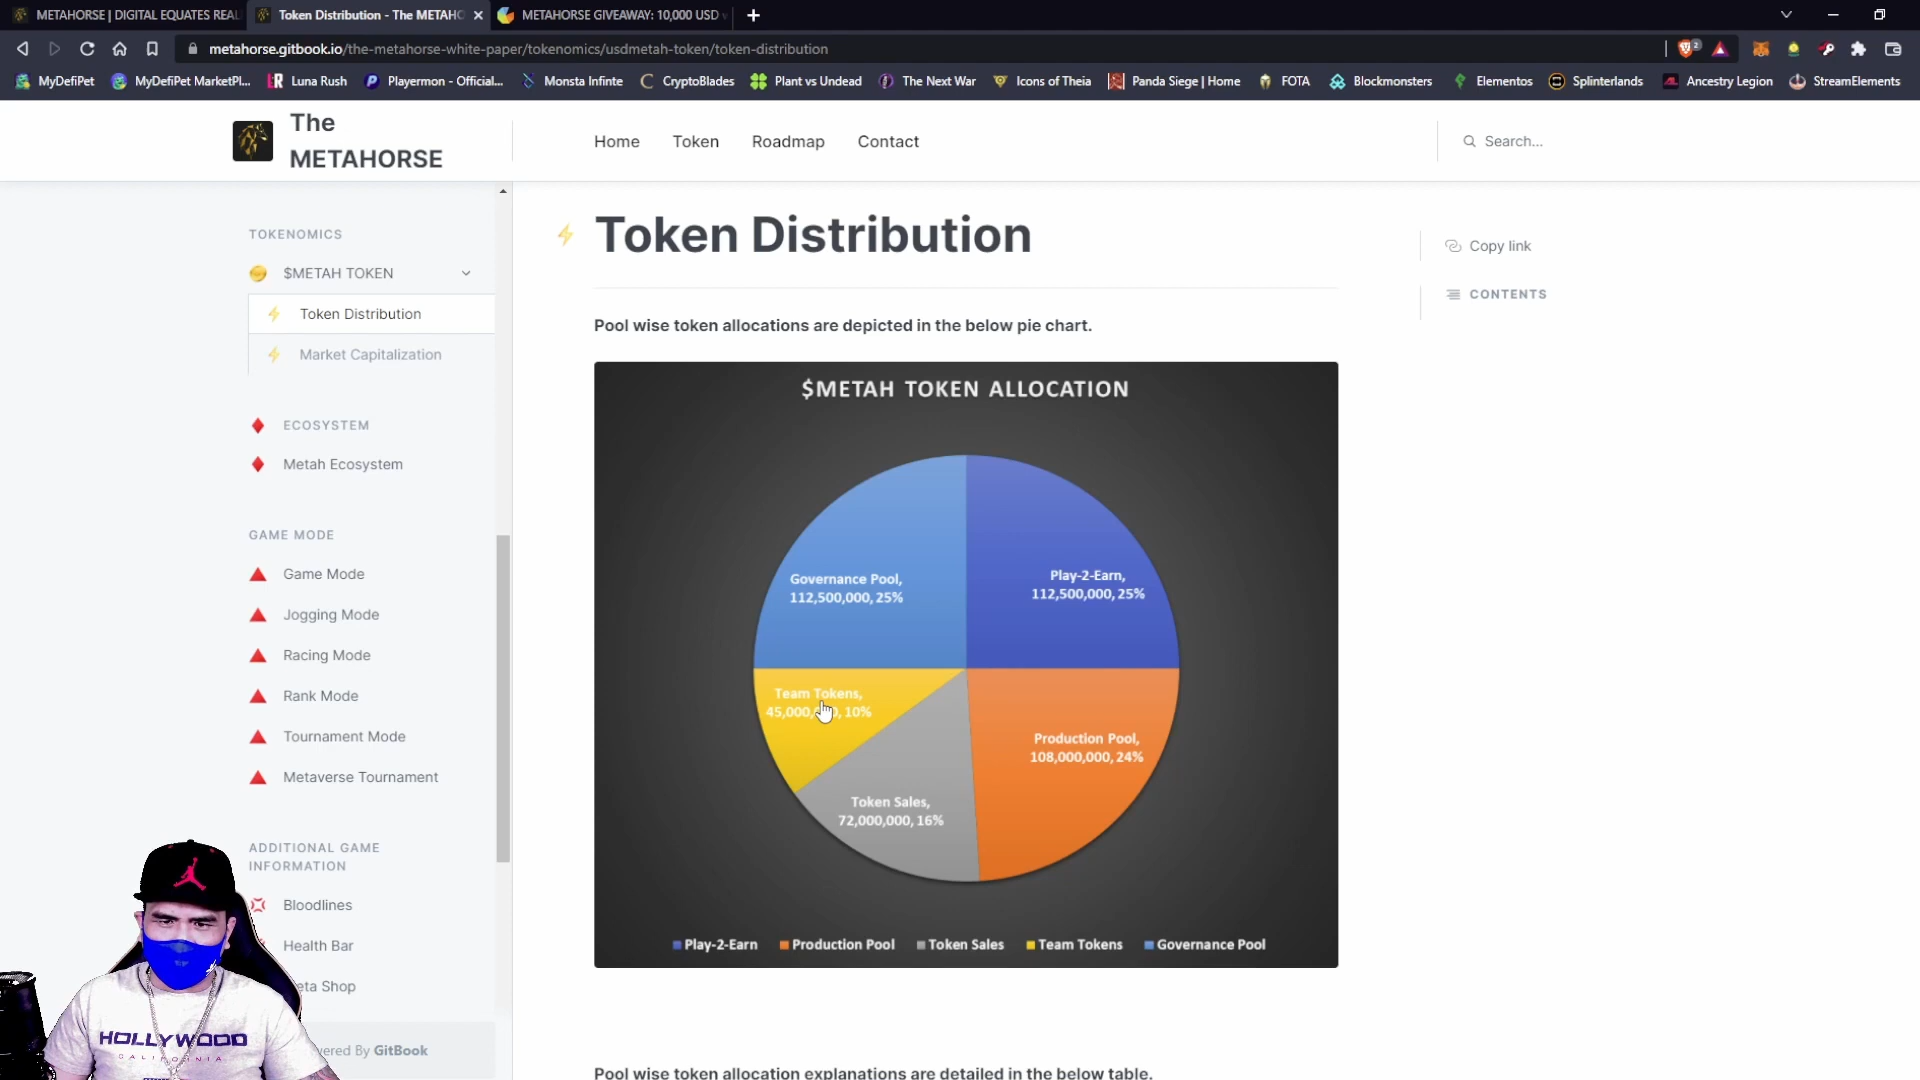 METAHORSE | DIGITAL EQUATES REAL
Token Distribution - The METAHO
METAHORSE GIVEAWAY: 10,000 USD
metahorse.gitbook.io/the-metahorse-white-paper/tokenomics/usdmetah-token/token-distribution
2
MyDefiPet
MyDefiPet MarketPl...
Luna Rush
Playermon - Official...
Monsta Infinte
CryptoBlades
Plant vs Undead
The Next War
Icons of Theia
Panda Siege | Home
FOTA
Blockmonsters
Elementos
Splinterlands
Ancestry Legion
StreamElements
The
METAHORSE
Home
Token
Roadmap
Contact
Search...
TOKENOMICS
$METAH TOKEN
Token Distribution
Market Capitalization
ECOSYSTEM
Metah Ecosystem
GAME MODE
Game Mode
Jogging Mode
Racing Mode
Rank Mode
Tournament Mode
Metaverse Tournament
ADDITIONAL GAME
INFORMATION
Bloodlines
Health Bar
eta Shop
ered By GitBook
Token Distribution
Copy link
CONTENTS
Pool wise token allocations are depicted in the below pie chart.
$METAH TOKEN ALLOCATION
Governance Pool,
112,500,000, 25%
Play-2-Earn,
112,500,000, 25%
Team Tokens,
10%
Production Pool,
108,000,000, 24%
Token Sales,
72,000,000, 16%
Play-2-Earn
Production Pool
Token Sales
Team Tokens
Governance Pool
Pool wise token allocation explanations are detailed in the below table.
HOLLYWOOD
CALIFORNIA